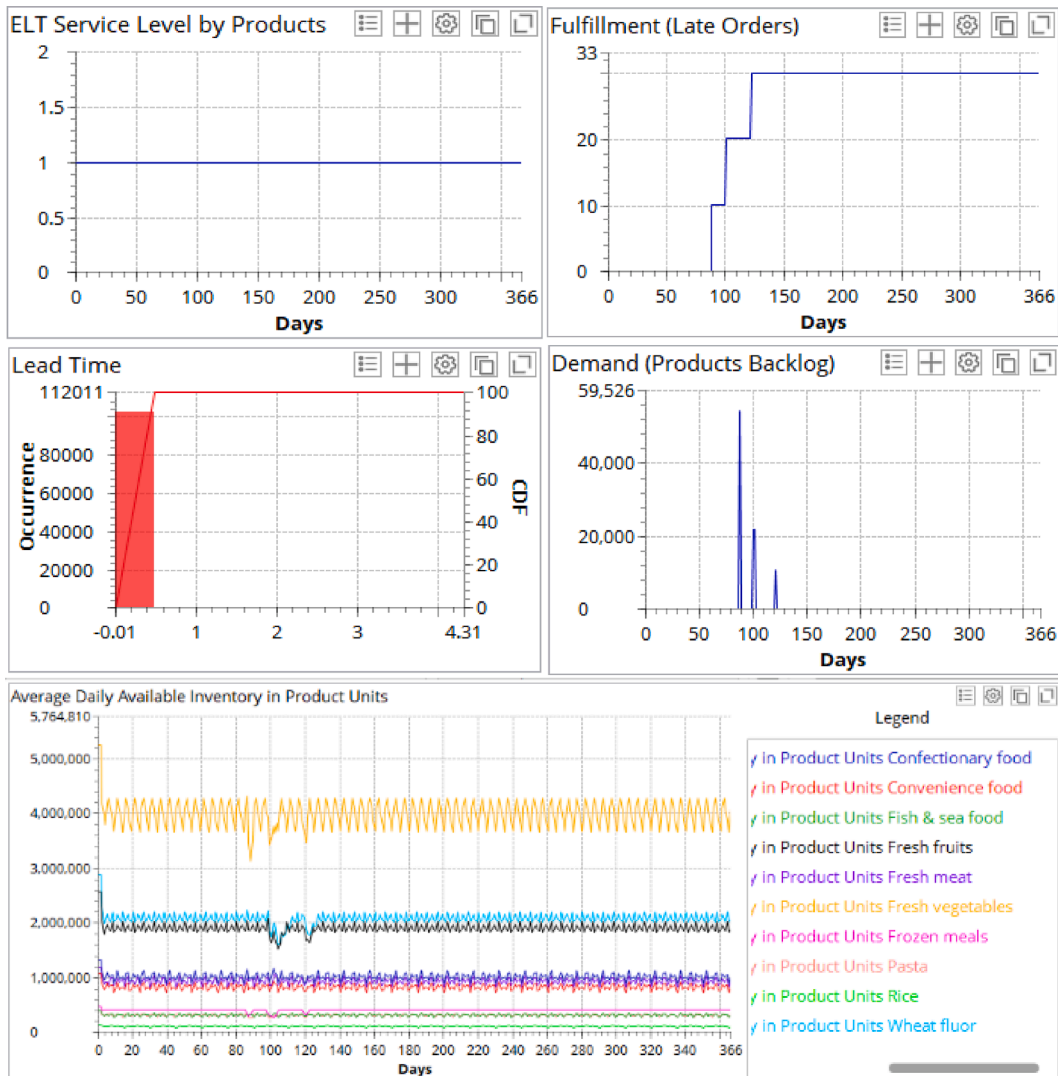 ELT Service Level by Products
2
1.5
1
0.5
0
0 50 100 150 200 250 300 366
Days
Fulfillment (Late Orders)
33
20
10
0
0 50 100 150 200 250 300 366
Days
Lead Time
112011
80000
60000
40000
20000
0
Occurrence
100
80
60
40
20
0
CDF
-0.01 1 2 3 4.31
Demand (Products Backlog)
59,526
40,000
20,000
0
0 50 100 150 200 250 300 366
Days
Average Daily Available Inventory in Product Units
5,764,810
5,000,000
4,000,000
3,000,000
2,000,000
1,000,000
0
0 20 40 60 80 100 120 140 160 180 200 220 240 260 280 300 320 340 366
Days
Legend
y in Product Units Confectionary food
y in Product Units Convenience food
y in Product Units Fish & sea food
y in Product Units Fresh fruits
y in Product Units Fresh meat
y in Product Units Fresh vegetables
y in Product Units Frozen meals
y in Product Units Pasta
y in Product Units Rice
y in Product Units Wheat fluor